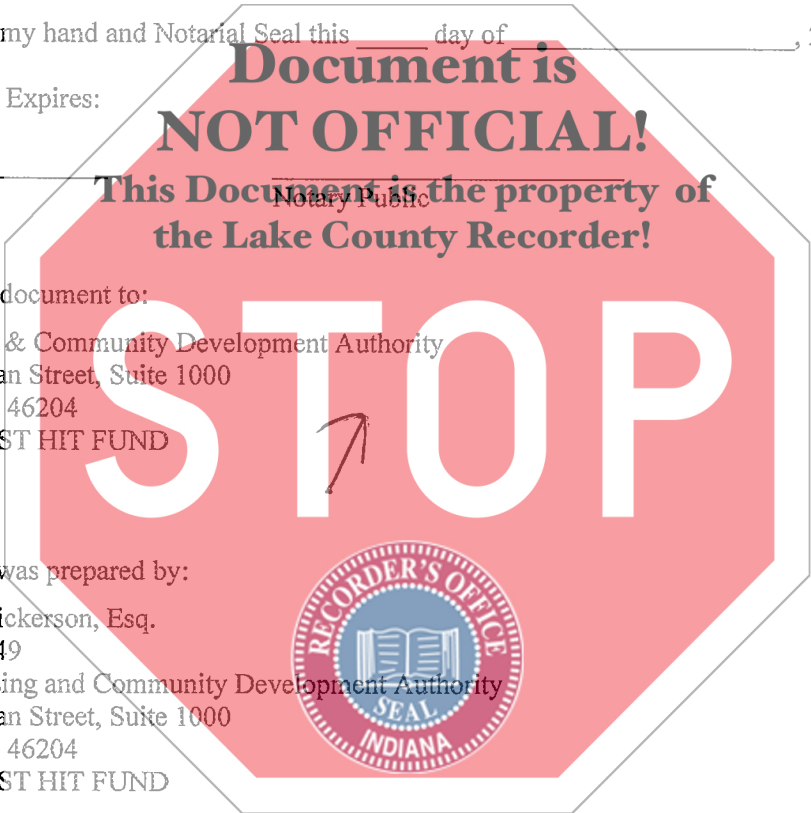 my hand and Notarial Seal this ____ day of ____________________,
Document is
Expires:
NOT OFFICIAL!
This Document is the property of
Notary Public
the Lake County Recorder!
document to:
& Community Development Authority
an Street, Suite 1000
46204
ST HIT FUND
STOP
was prepared by:
ickerson, Esq.
49
sing and Community Development Authority
an Street, Suite 1000
46204
ST HIT FUND
RECORDER'S OFFICE
SEAL
INDIANA